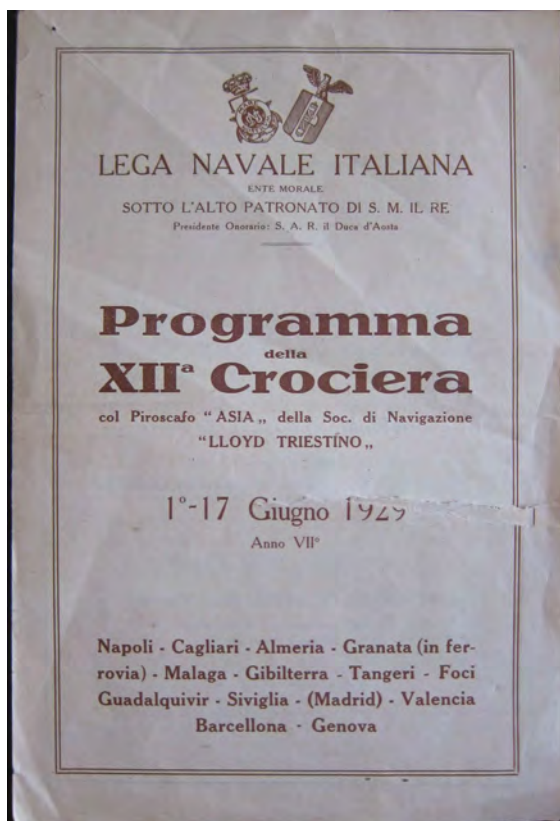 LEGA NAVALE ITALIANA
ENTE MORALE
SOTTO L'ALTO PATRONATO DI S. M. IL RE
Presidente Onorario: S. A. R. il Duca d'Aosta
Programma
della
XIIª Crociera
col Piroscafo "ASIA„ della Soc. di Navigazione
"LLOYD TRIESTÍNO„
1°-17 Giugno 1929
Anno VII°
Napoli - Cagliari - Almeria - Granata (in fer-
rovia) - Malaga - Gibilterra - Tangeri - Foci
Guadalquivir - Siviglia - (Madrid) - Valencia
Barcellona - Genova